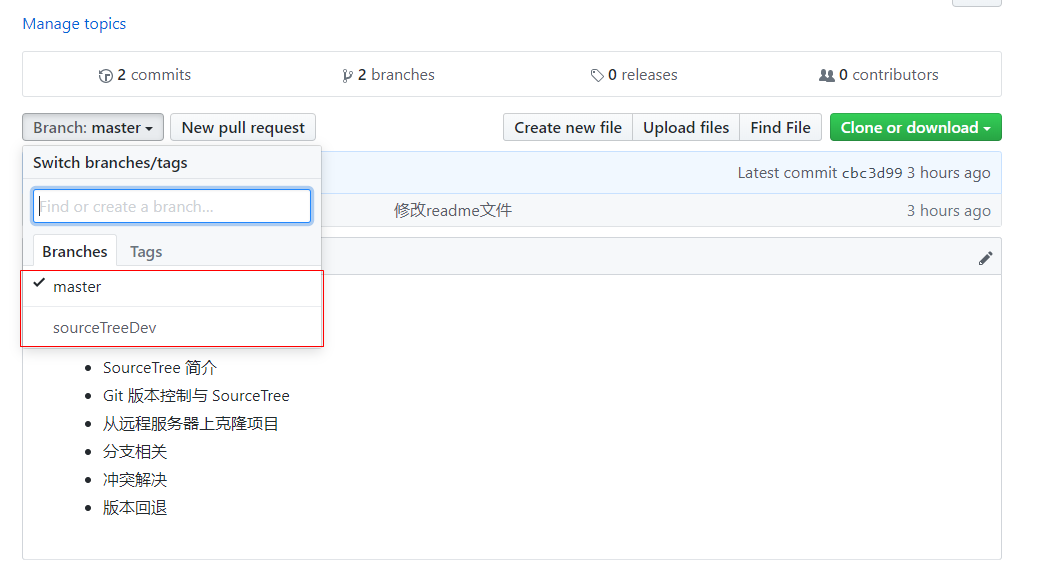 Manage topics
2 commits
2 branches
0 releases
0 contributors
Branch: master
New pull request
Create new file
Upload files
Find File
Clone or download
Switch branches/tags
Latest commit cbc3d99 3 hours ago
Find or create a branch...
修改readme文件
3 hours ago
Branches
Tags
master
sourceTreeDev
SourceTree 简介
Git 版本控制与 SourceTree
从远程服务器上克隆项目
分支相关
冲突解决
版本回退